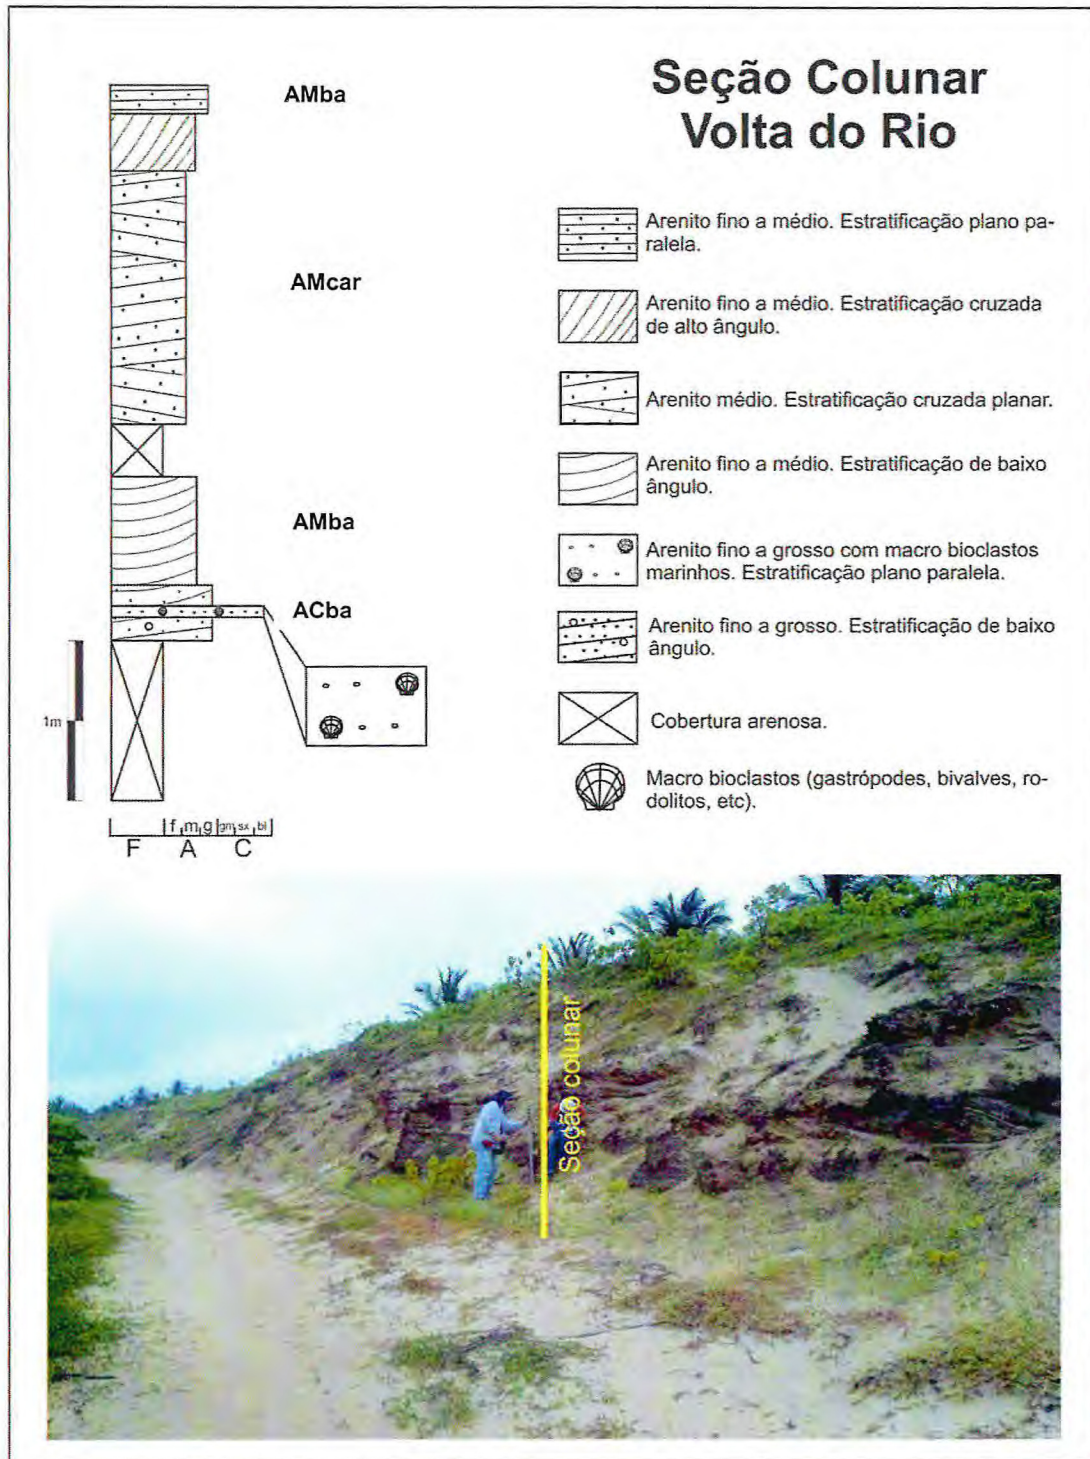 Seção Colunar
Volta do Rio
AMba
AMcar
AMba
ACba
1m
f m g gm sx bl
F A C
Arenito fino a médio. Estratificação plano pa-
ralela.
Arenito fino a médio. Estratificação cruzada
de alto ângulo.
Arenito médio. Estratificação cruzada planar.
Arenito fino a médio. Estratificação de baixo
ângulo.
Arenito fino a grosso com macro bioclastos
marinhos. Estratificação plano paralela.
Arenito fino a grosso. Estratificação de baixo
ângulo.
Cobertura arenosa.
Macro bioclastos (gastrópodes, bivalves, ro-
dolitos, etc).
Seção colunar